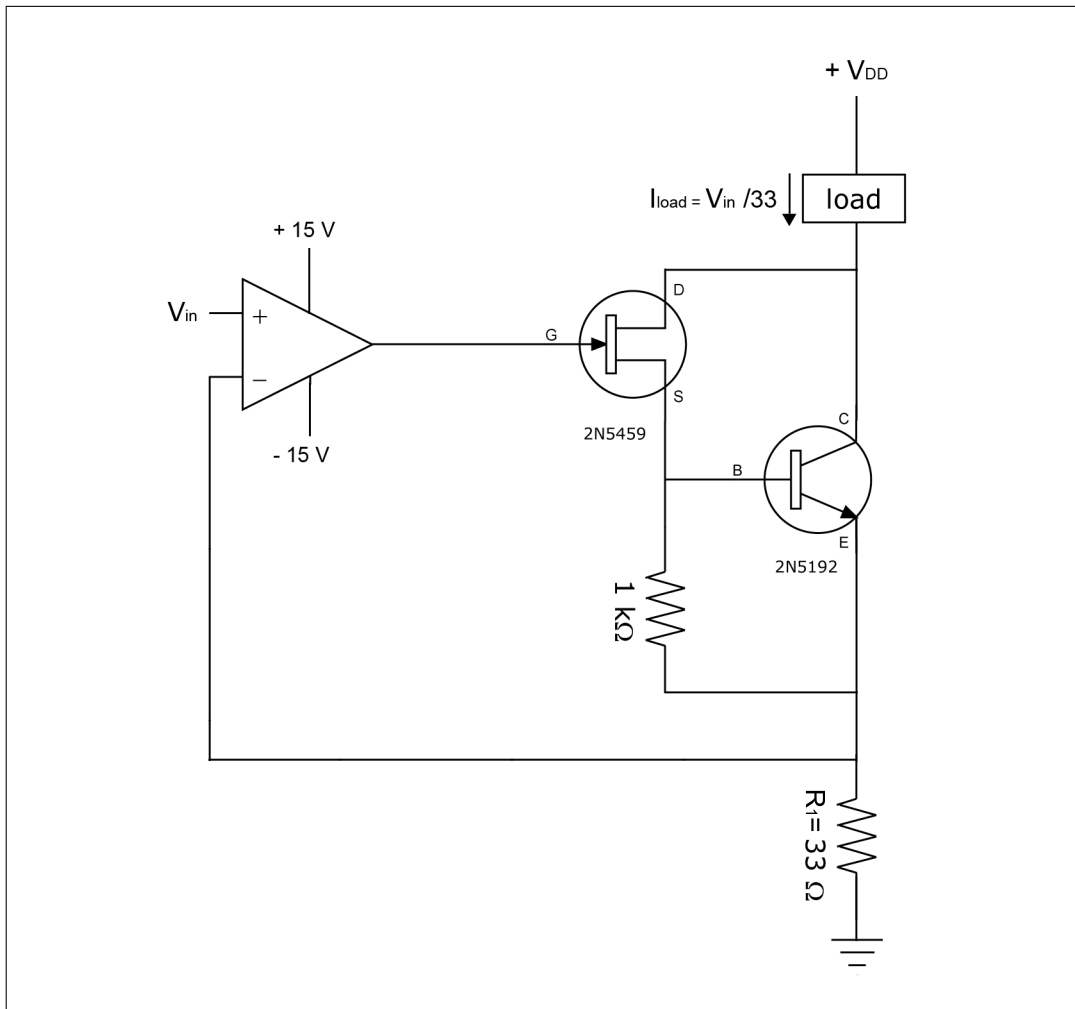 + VDD
Iload = Vin /33
load
+ 15 V
Vin
+
−
- 15 V
G
D
S
2N5459
B
C
E
2N5192
1 kΩ
R1= 33 Ω